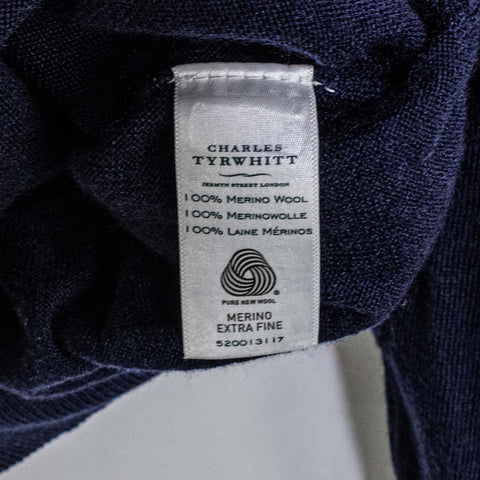 CHARLES
TYRWHITT
JERMYN STREET LONDON
100% MERINO WOOL
100% MERINOWOLLE
100% LAINE MÉRINOS
®
PURE NEW WOOL
MERINO
EXTRA FINE
520013117